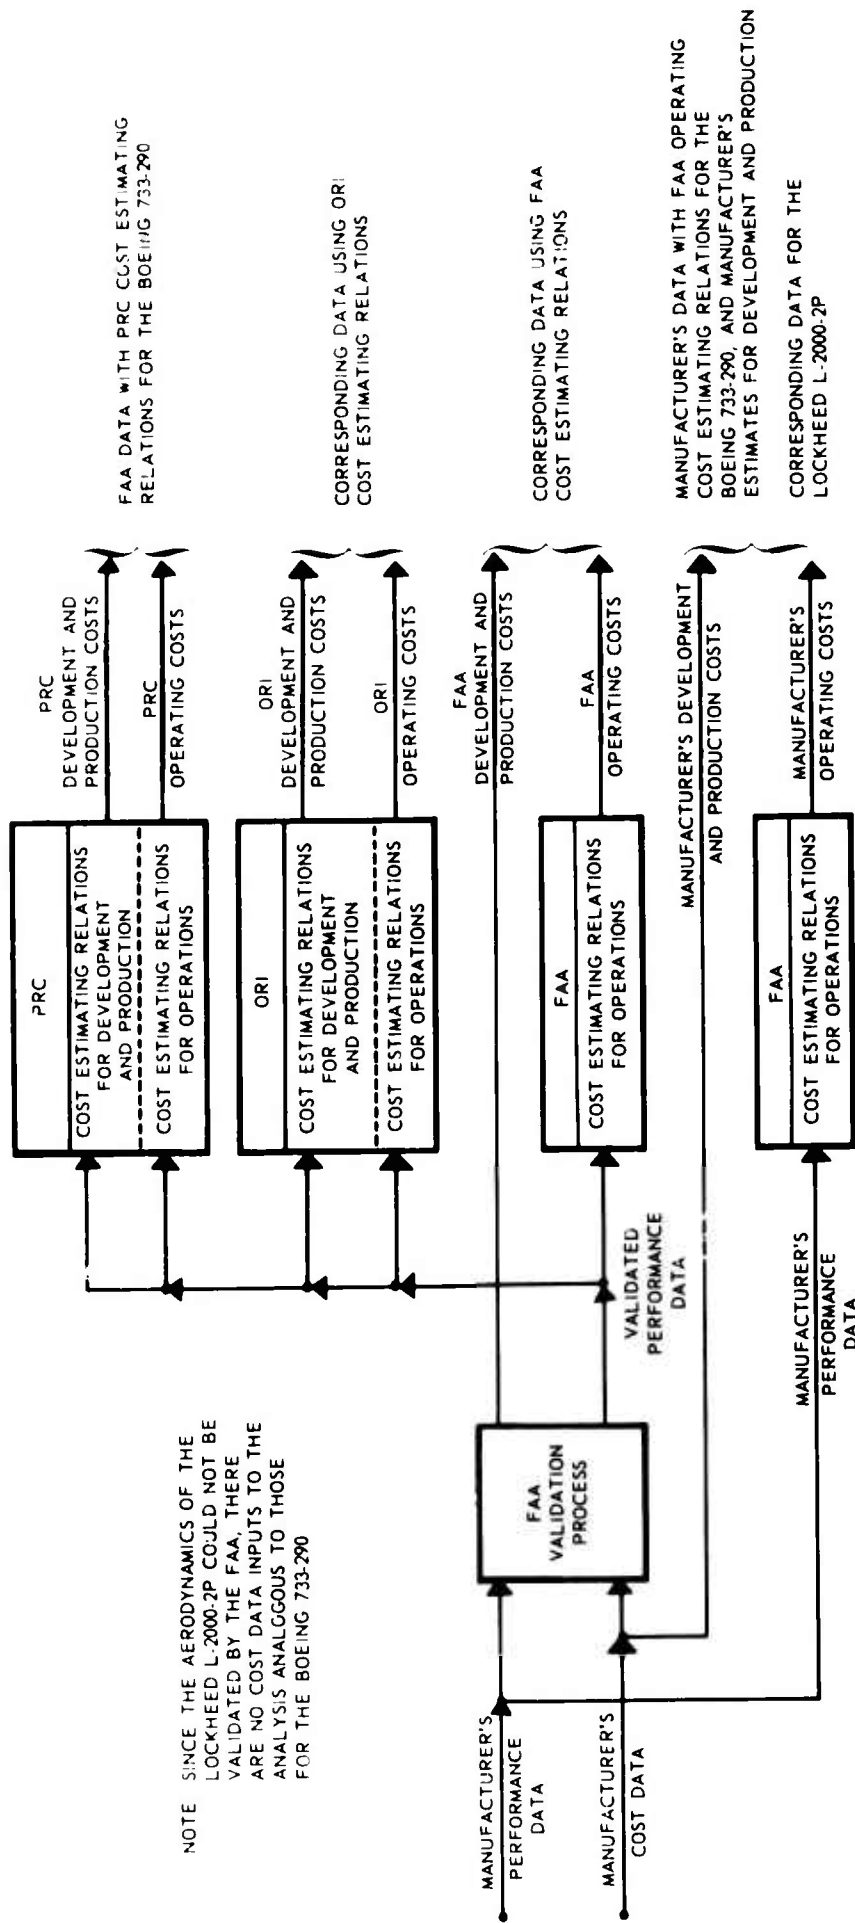 NOTE SINCE THE AERODYNAMICS OF THE
LOCKHEED L-2000-2P COULD NOT BE
VALIDATED BY THE FAA, THERE
ARE NO COST DATA INPUTS TO THE
ANALYSIS ANALOGOUS TO THOSE
FOR THE BOEING 733-290
MANUFACTURER'S
PERFORMANCE
DATA
MANUFACTURER'S
COST DATA
FAA
VALIDATION
PROCESS
VALIDATED
PERFORMANCE
DATA
MANUFACTURER'S
PERFORMANCE
DATA
PRC
COST ESTIMATING RELATIONS
FOR DEVELOPMENT
AND PRODUCTION
COST ESTIMATING RELATIONS
FOR OPERATIONS
ORI
COST ESTIMATING RELATIONS
FOR DEVELOPMENT
AND PRODUCTION
COST ESTIMATING RELATIONS
FOR OPERATIONS
FAA
COST ESTIMATING RELATIONS
FOR OPERATIONS
FAA
COST ESTIMATING RELATIONS
FOR OPERATIONS
PRC
DEVELOPMENT AND
PRODUCTION COSTS
PRC
OPERATING COSTS
ORI
DEVELOPMENT AND
PRODUCTION COSTS
ORI
OPERATING COSTS
FAA
DEVELOPMENT AND
PRODUCTION COSTS
FAA
OPERATING COSTS
MANUFACTURER'S DEVELOPMENT
AND PRODUCTION COSTS
MANUFACTURER'S
OPERATING COSTS
FAA DATA WITH PRC COST ESTIMATING
RELATIONS FOR THE BOEING 733-290
CORRESPONDING DATA USING ORI
COST ESTIMATING RELATIONS
CORRESPONDING DATA USING FAA
COST ESTIMATING RELATIONS
MANUFACTURER'S DATA WITH FAA OPERATING
COST ESTIMATING RELATIONS FOR THE
BOEING 733-290, AND MANUFACTURER'S
ESTIMATES FOR DEVELOPMENT AND PRODUCTION
CORRESPONDING DATA FOR THE
LOCKHEED L-2000-2P